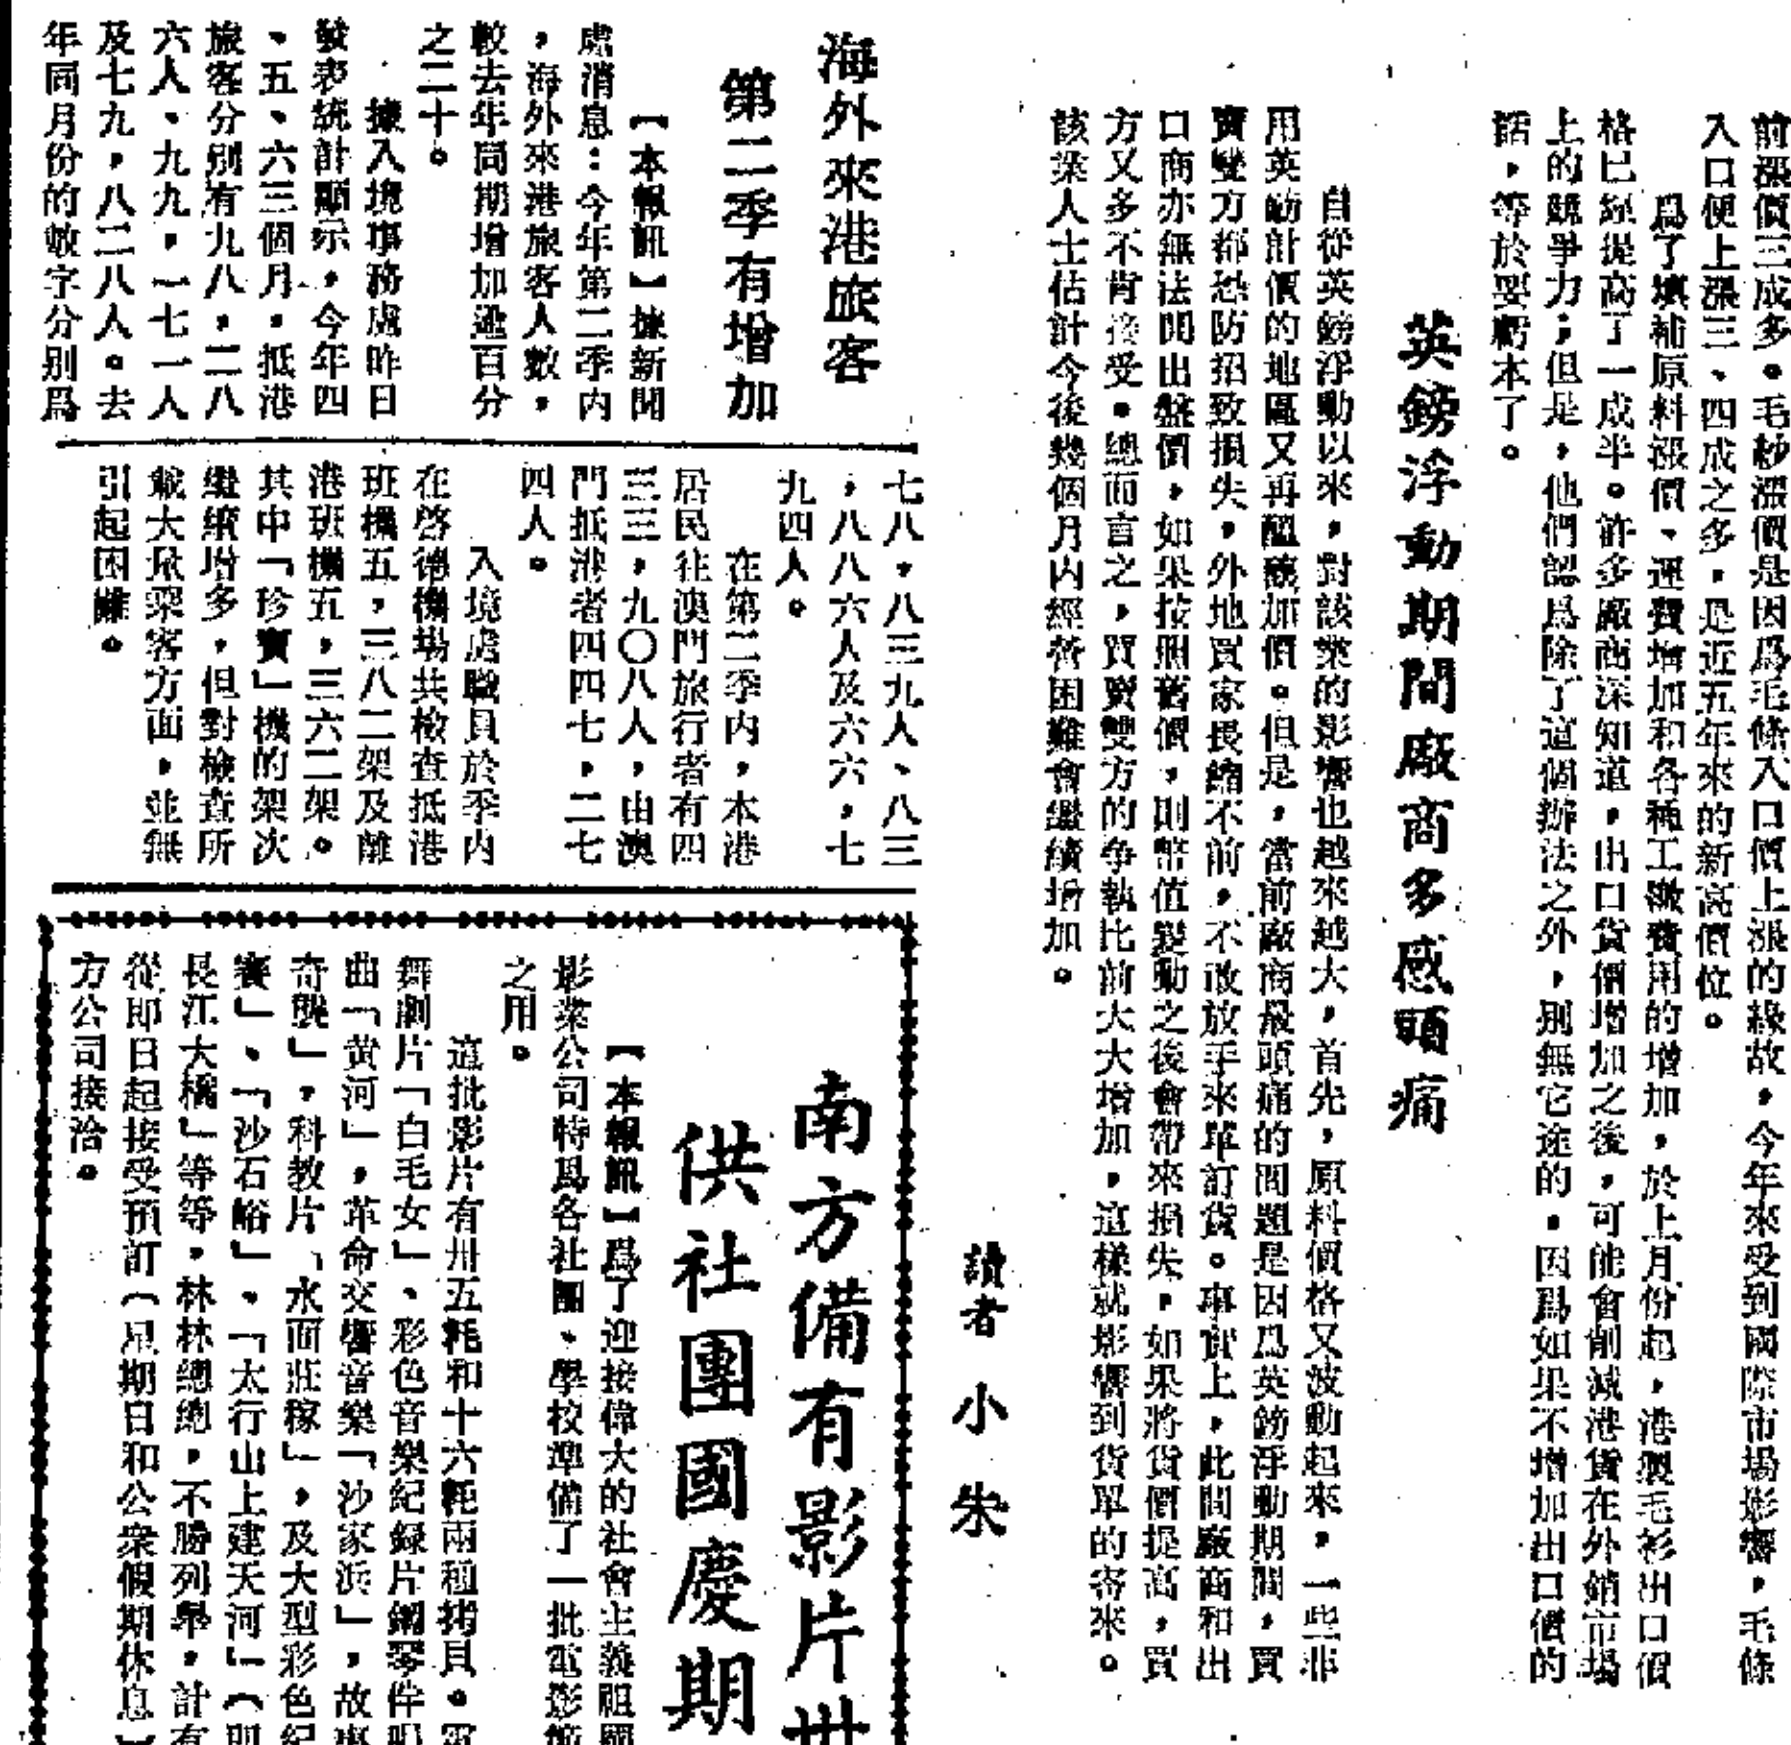 前漲價三成多。毛紗漲價是因爲毛條入口價上漲的緣故,今年來受到國際市場影響,毛條
入口便上漲三、四成之多,是近五年來的新高價位。
爲了塡補原料漲價、運費增加和各種工繳費用的增加,於上月份起,港製毛衫出口價
格已經提高了一成半。許多廠商深知道,出口貨價增加之後,可能會削減港貨在外銷市場
上的競爭力;但是,他們認爲除了這個辦法之外,別無它途的。因爲如果不增加出口價的
話,等於要虧本了。
英鎊浮動期間廠商多感頭痛
自從英鎊浮動以來,對該業的影響也越來越大,首先,原料價格又波動起來,一些非
用英鎊計價的地區又再醞釀加價。但是,當前廠商最頭痛的問題是因爲英鎊浮動期間,買
賣雙方都恐防招致損失,外地買家畏縮不前,不敢放手來單訂貨。事實上,此間廠商和出
口商亦無法開出盤價,如果按照舊價,則幣值變動之後會帶來損失,如果將貨價提高,買
方又多不肯接受。總而言之,買賣雙方的爭執比前大大增加,這樣就影響到貨單的寄來。
該業人士估計今後幾個月內經營困難會繼續增加。
讀者 小朱
海外來港旅客
第二季有增加
【本報訊】據新聞
處消息:今年第二季內
,海外來港旅客人數,
較去年同期增加逾百分
之二十。
據入境事務處昨日
發表統計顯示,今年四
、五、六三個月,抵港
旅客分別有九八,二八
六人、九九,一七一人
及七九,八二八人。去
年同月份的數字分別爲
七八,八三九人、八三
,八八六人及六六,七
九四人。
在第二季內,本港
居民往澳門旅行者有四
三三,九〇八人,由澳
門抵港者四四七,二七
四人。
入境處職員於季內
在啓德機場共檢查抵港
班機五,三八二架及離
港班機五,三六二架。
其中「珍寶」機的架次
繼續增多,但對檢查所
載大量乘客方面,並無
引起困難。
南方備有影片卅
供社團國慶期
【本報訊】爲了迎接偉大的社會主義祖國
影業公司特爲各社團、學校準備了一批電影節
之用。
這批影片有卅五粍和十六粍兩種拷貝。電
舞劇片「白毛女」、彩色音樂紀錄片鋼琴伴唱
曲「黄河」,革命交響音樂「沙家浜」,故事
奇襲」,科教片「水面莊稼」,及大型彩色紀
賽」、「沙石峪」、「太行山上建天河」(即
長江大橋」等等,林林總總,不勝列舉,計有
從即日起接受預訂(星期日和公衆假期休息)
方公司接洽。